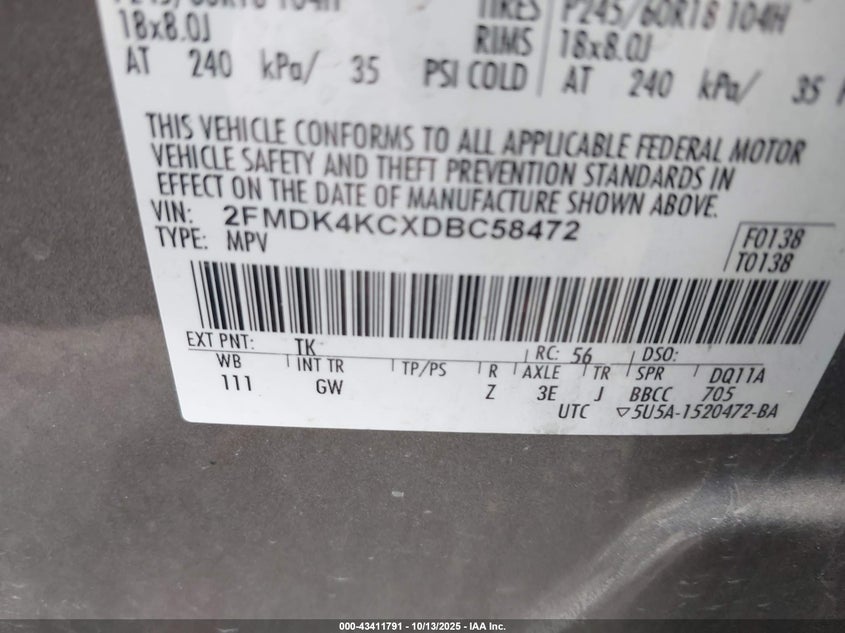 P245/60R18 104H TIRES P245/60R18 104H
18x8.0J RIMS 18x8.0J
AT 240 kPa/ 35 PSI COLD AT 240 kPa/ 35
THIS VEHICLE CONFORMS TO ALL APPLICABLE FEDERAL MOTOR
VEHICLE SAFETY AND THEFT PREVENTION STANDARDS IN
EFFECT ON THE DATE OF MANUFACTURE SHOWN ABOVE.
VIN: 2FMDK4KCXDBC58472
TYPE: MPV
F0138
T0138
EXT PNT: TK RC: 56 DSO:
WB INT TR TP/PS R AXLE TR SPR DQ11A
111 GW Z 3E J BBCC 705
UTC ▽5U5A-1520472-BA
000-43411791 - 10/13/2025 - IAA Inc.